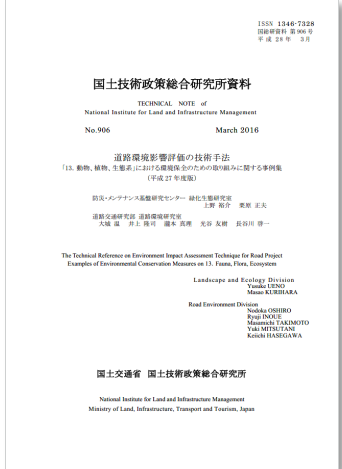 ISSN 1346-7328
国総研資料 第906号
平成 28 年 3月
国土技術政策総合研究所資料
TECHNICAL NOTE of
National Institute for Land and Infrastructure Management
No.906 March 2016
道路環境影響評価の技術手法
「13. 動物、植物、生態系」における環境保全のための取り組みに関する事例集
(平成 27 年度版)
防災・メンテナンス基盤研究センター 緑化生態研究室
上野 裕介 栗原 正夫
道路交通研究部 道路環境研究室
大城 温 井上 隆司 瀧本 真理 光谷 友樹 長谷川 啓一
The Technical Reference on Environment Impact Assessment Technique for Road Project
Examples of Environmental Conservation Measures on 13. Fauna, Flora, Ecosystem
Landscape and Ecology Division
Yusuke UENO
Masao KURIHARA
Road Environment Division
Nodoka OSHIRO
Ryuji INOUE
Masamichi TAKIMOTO
Yuki MITSUTANI
Keiichi HASEGAWA
国土交通省 国土技術政策総合研究所
National Institute for Land and Infrastructure Management
Ministry of Land, Infrastructure, Transport and Tourism, Japan